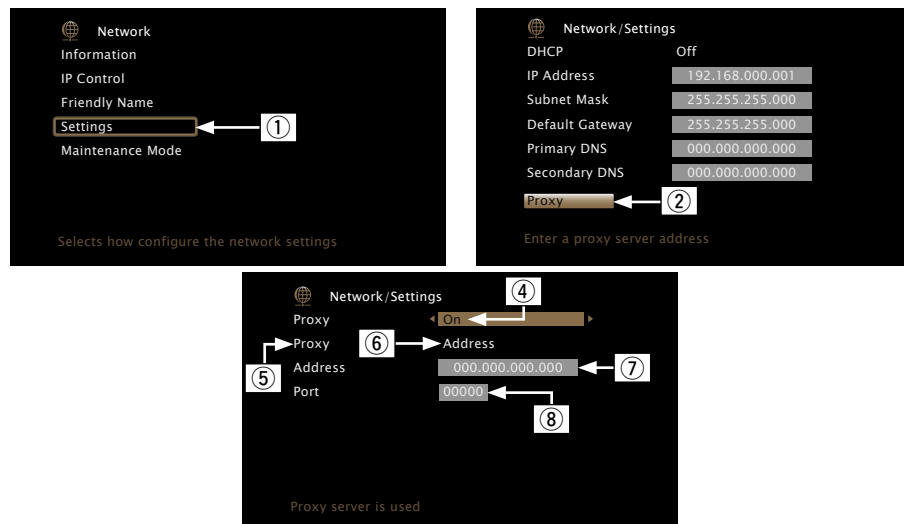 Network
Information
IP Control
Friendly Name
Settings
①
Maintenance Mode
Selects how configure the network settings
Network/Settings
DHCP Off
IP Address 192.168.000.001
Subnet Mask 255.255.255.000
Default Gateway 255.255.255.000
Primary DNS 000.000.000.000
Secondary DNS 000.000.000.000
Proxy ②
Enter a proxy server address
Network/Settings
④
Proxy On
⑤ Proxy ⑥ Address
Address 000.000.000.000 ⑦
Port 00000
⑧
Proxy server is used